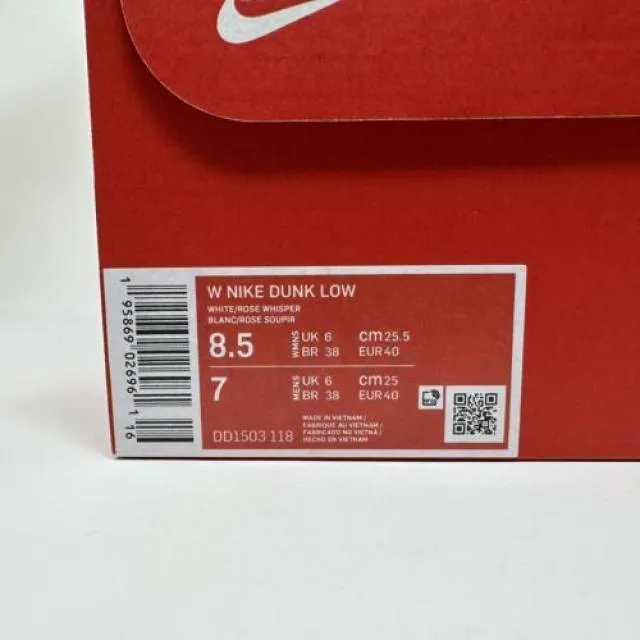 W NIKE DUNK LOW
WHITE/ROSE WHISPER
BLANC/ROSE SOUPIR
8.5 WMNS UK 6 cm 25.5
BR 38 EUR 40
7 MENS UK 6 cm 25
BR 38 EUR 40
MADE IN VIETNAM /
FABRIQUE AU VIETNAM /
FABRICADO NO VIETNÃ /
HECHO EN VIETNAM
DD1503 118
1 95869 02696 1 16